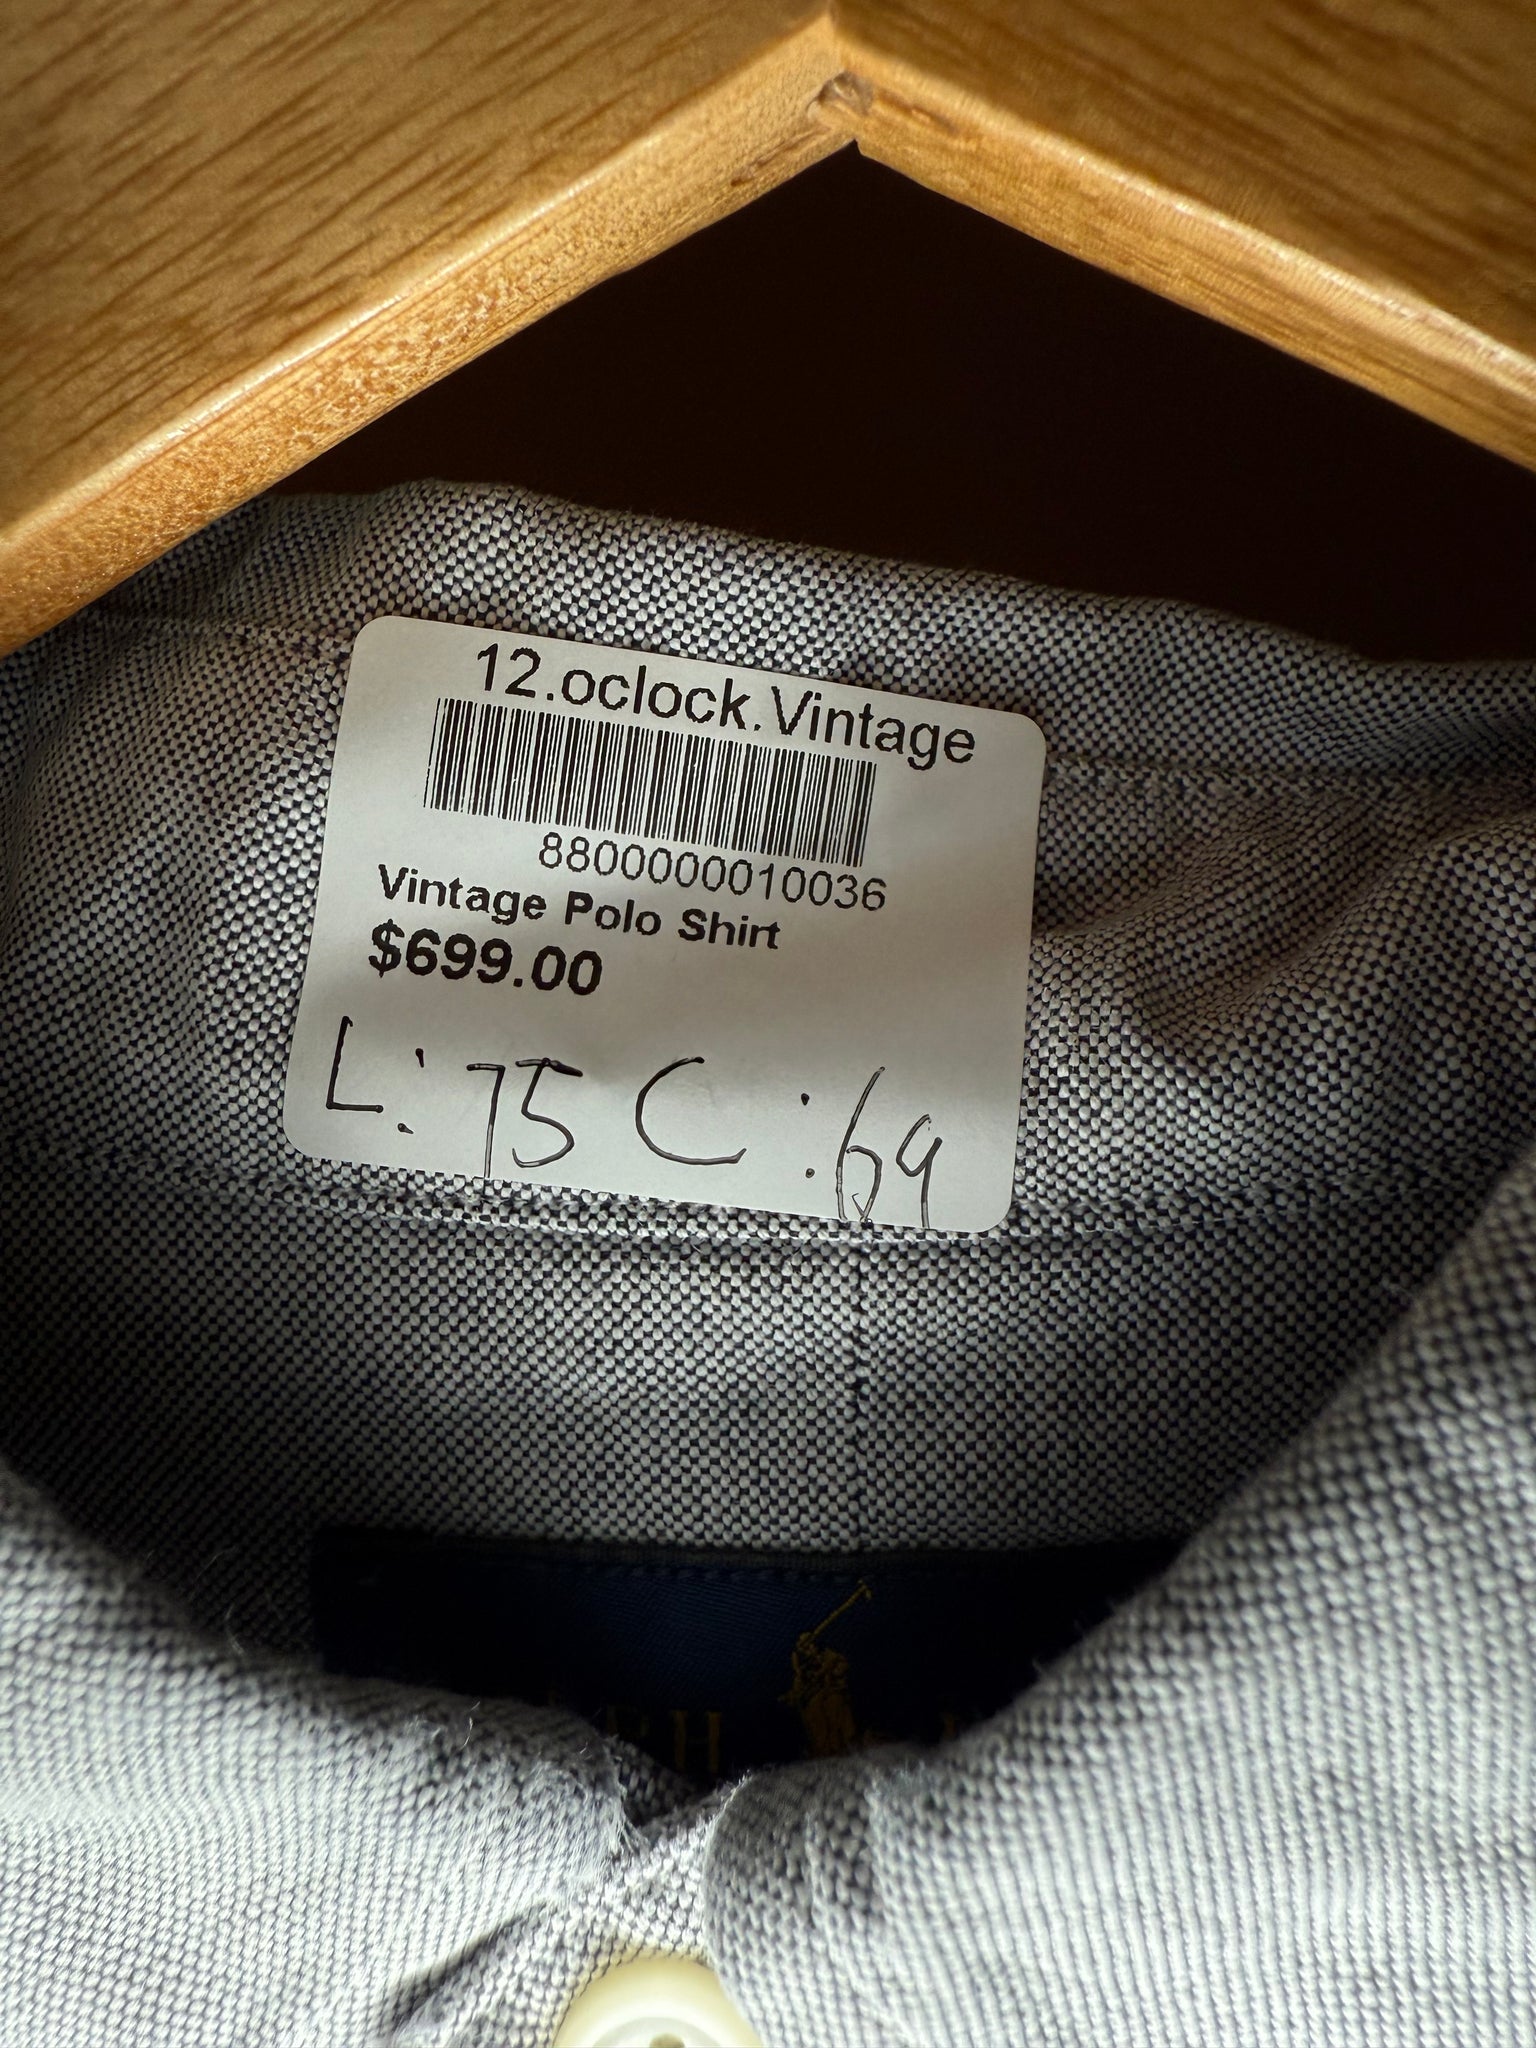 12.oclock.Vintage
8800000010036
Vintage Polo Shirt
$699.00
L: 75 C: 69